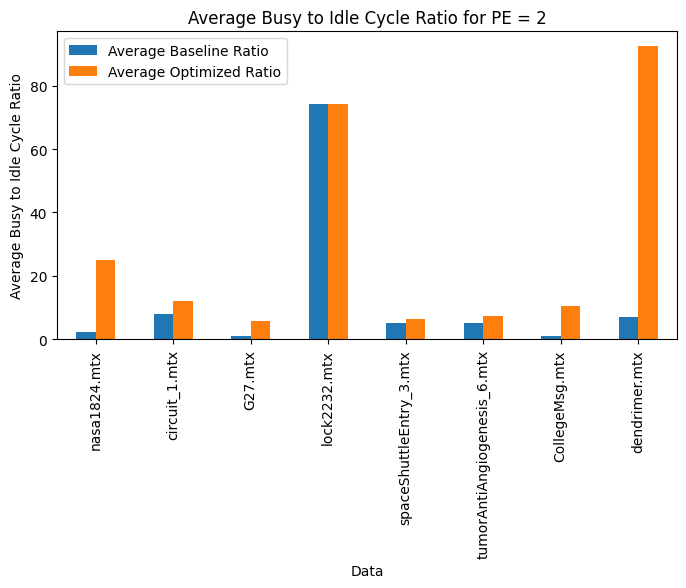 Average Busy to Idle Cycle Ratio for PE = 2
Average Baseline Ratio
Average Optimized Ratio
Average Busy to Idle Cycle Ratio
80
60
40
20
0
nasa1824.mtx
circuit_1.mtx
G27.mtx
lock2232.mtx
spaceShuttleEntry_3.mtx
tumorAntiAngiogenesis_6.mtx
CollegeMsg.mtx
dendrimer.mtx
Data